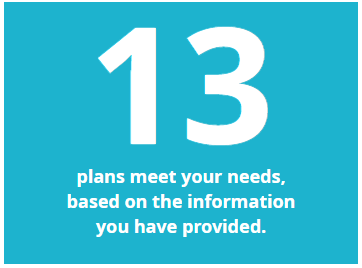 13
plans meet your needs,
based on the information
you have provided.